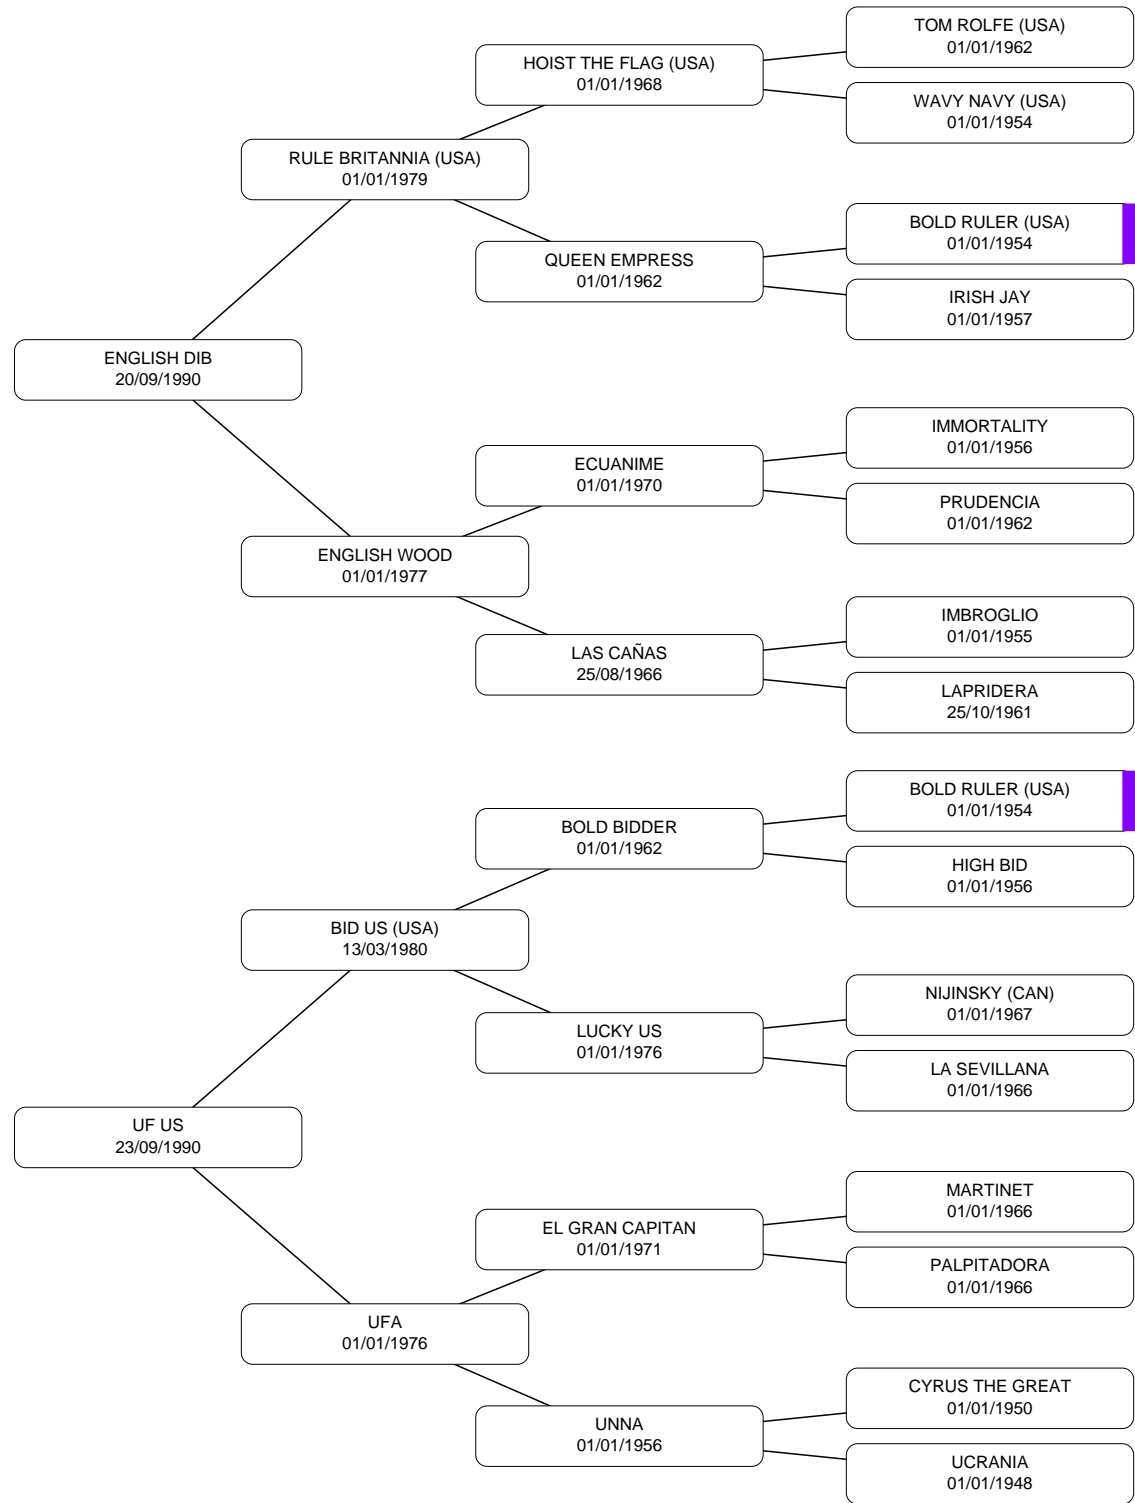 TOM ROLFE (USA)
01/01/1962
HOIST THE FLAG (USA)
01/01/1968
WAVY NAVY (USA)
01/01/1954
RULE BRITANNIA (USA)
01/01/1979
BOLD RULER (USA)
01/01/1954
QUEEN EMPRESS
01/01/1962
IRISH JAY
01/01/1957
ENGLISH DIB
20/09/1990
IMMORTALITY
01/01/1956
ECUANIME
01/01/1970
PRUDENCIA
01/01/1962
ENGLISH WOOD
01/01/1977
IMBROGLIO
01/01/1955
LAS CAÑAS
25/08/1966
LAPRIDERA
25/10/1961
BOLD RULER (USA)
01/01/1954
BOLD BIDDER
01/01/1962
HIGH BID
01/01/1956
BID US (USA)
13/03/1980
NIJINSKY (CAN)
01/01/1967
LUCKY US
01/01/1976
LA SEVILLANA
01/01/1966
UF US
23/09/1990
MARTINET
01/01/1966
EL GRAN CAPITAN
01/01/1971
PALPITADORA
01/01/1966
UFA
01/01/1976
CYRUS THE GREAT
01/01/1950
UNNA
01/01/1956
UCRANIA
01/01/1948